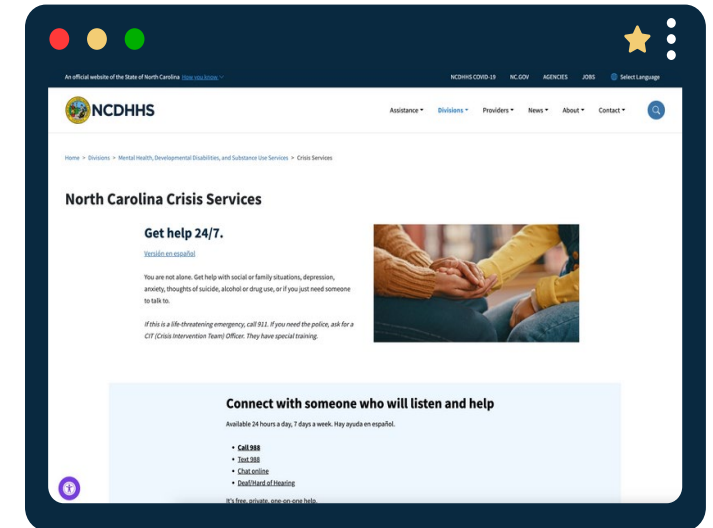 An official website of the State of North Carolina How you know
NCDHHS COVID-19 NC.GOV AGENCIES JOBS Select Language
NCDHHS
Assistance Divisions Providers News About Contact
Home > Divisions > Mental Health, Developmental Disabilities, and Substance Use Services > Crisis Services
North Carolina Crisis Services
Get help 24/7.
Versión en español
You are not alone. Get help with social or family situations, depression,
anxiety, thoughts of suicide, alcohol or drug use, or if you just need someone
to talk to.
If this is a life-threatening emergency, call 911. If you need the police, ask for a
CIT (Crisis Intervention Team) Officer. They have special training.
Connect with someone who will listen and help
Available 24 hours a day, 7 days a week. Hay ayuda en español.
• Call 988
• Text 988
• Chat online
• Deaf/Hard of Hearing
It's free, private, one-on-one help.